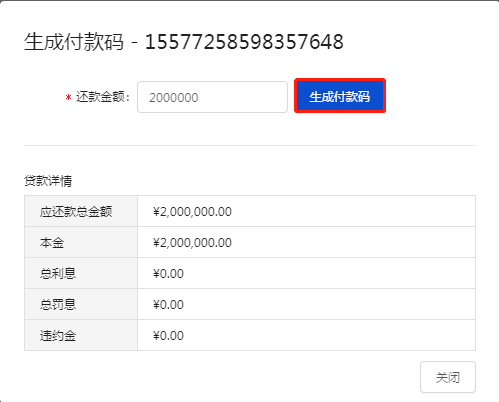 生成付款码 - 15577258598357648
* 还款金额: 2000000 生成付款码
贷款详情
应还款总金额 ¥2,000,000.00
本金 ¥2,000,000.00
总利息 ¥0.00
总罚息 ¥0.00
违约金 ¥0.00
关闭